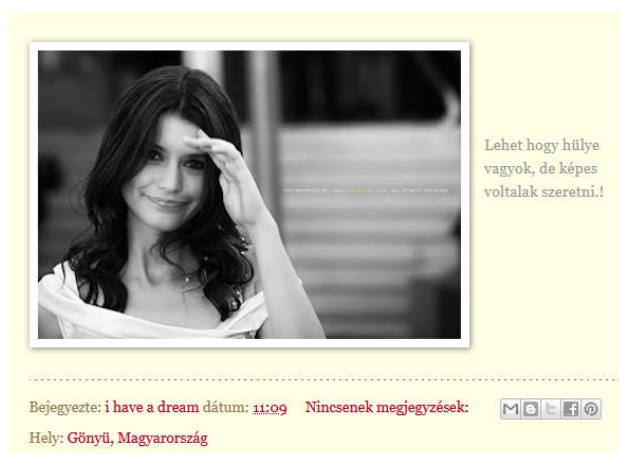 Lehet hogy hülye
vagyok, de képes
voltalak szeretni.!
Bejegyezte: i have a dream dátum: 11:09 Nincsenek megjegyzések:
Hely: Gönyü, Magyarország